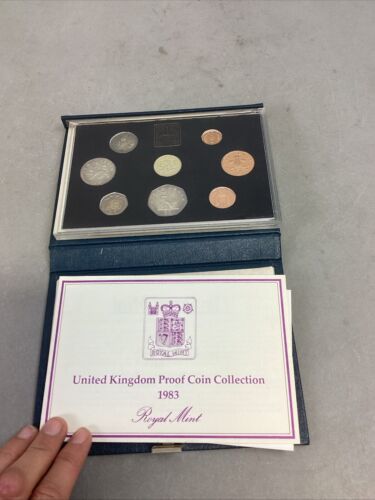 ROYAL MINT
United Kingdom Proof Coin Collection
1983
Royal Mint